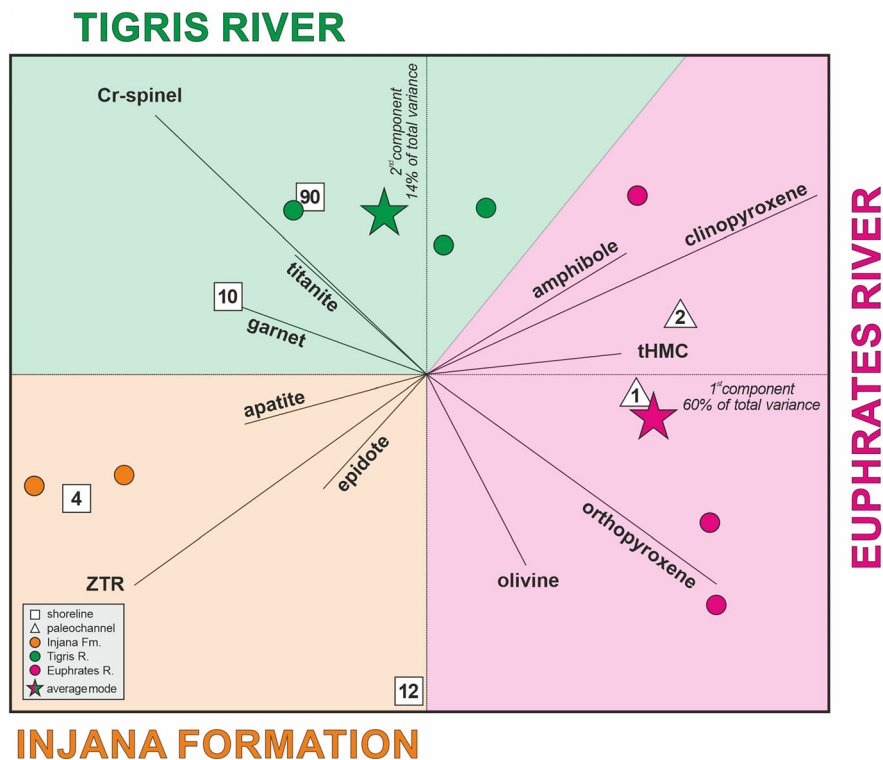 TIGRIS RIVER
Cr-spinel
2nd component
14% of total variance
90
clinopyroxene
amphibole
titanite
10
garnet
2
tHMC
EUPHRATES RIVER
1st component
60% of total variance
1
apatite
epidote
4
orthopyroxene
olivine
ZTR
shoreline
paleochannel
Injana Fm.
Tigris R.
Euphrates R.
average mode
12
INJANA FORMATION